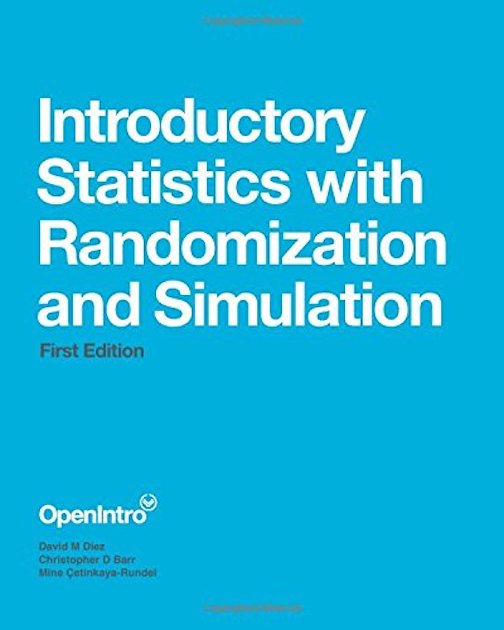 Introductory
Statistics with
Randomization
and Simulation
First Edition
OpenIntro
David M Diez
Christopher D Barr
Mine Çetinkaya-Rundel